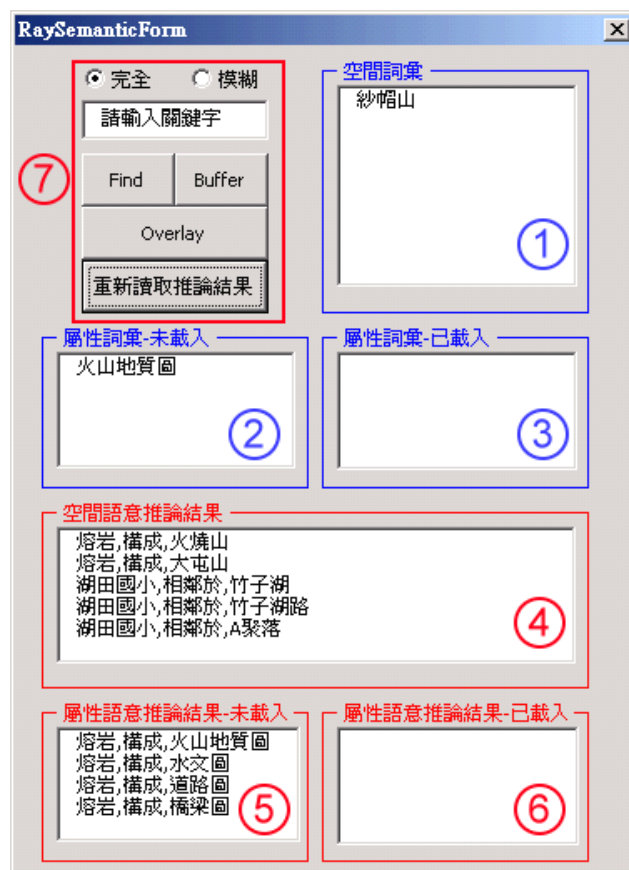 RaySemanticForm
完全 模糊
請輸入關鍵字
Find Buffer
Overlay
重新讀取推論結果
⑦
空間詞彙
紗帽山
①
屬性詞彙-未載入
火山地質圖
②
屬性詞彙-已載入
③
空間語意推論結果
熔岩,構成,火燒山
熔岩,構成,大屯山
湖田國小,相鄰於,竹子湖
湖田國小,相鄰於,竹子湖路
湖田國小,相鄰於,A聚落
④
屬性語意推論結果-未載入
熔岩,構成,火山地質圖
熔岩,構成,水文圖
熔岩,構成,道路圖
熔岩,構成,橋梁圖
⑤
屬性語意推論結果-已載入
⑥